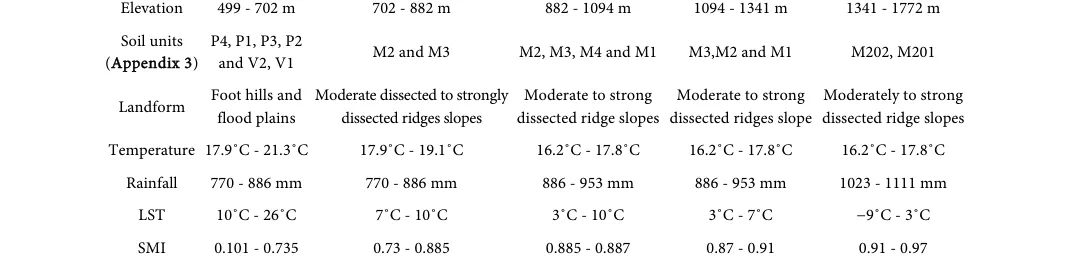 Elevation 499 - 702 m 702 - 882 m 882 - 1094 m 1094 - 1341 m 1341 - 1772 m
Soil units (Appendix 3) P4, P1, P3, P2 and V2, V1 M2 and M3 M2, M3, M4 and M1 M3,M2 and M1 M202, M201
Landform Foot hills and flood plains Moderate dissected to strongly dissected ridges slopes Moderate to strong dissected ridge slopes Moderate to strong dissected ridges slope Moderately to strong dissected ridge slopes
Temperature 17.9˚C - 21.3˚C 17.9˚C - 19.1˚C 16.2˚C - 17.8˚C 16.2˚C - 17.8˚C 16.2˚C - 17.8˚C
Rainfall 770 - 886 mm 770 - 886 mm 886 - 953 mm 886 - 953 mm 1023 - 1111 mm
LST 10˚C - 26˚C 7˚C - 10˚C 3˚C - 10˚C 3˚C - 7˚C −9˚C - 3˚C
SMI 0.101 - 0.735 0.73 - 0.885 0.885 - 0.887 0.87 - 0.91 0.91 - 0.97